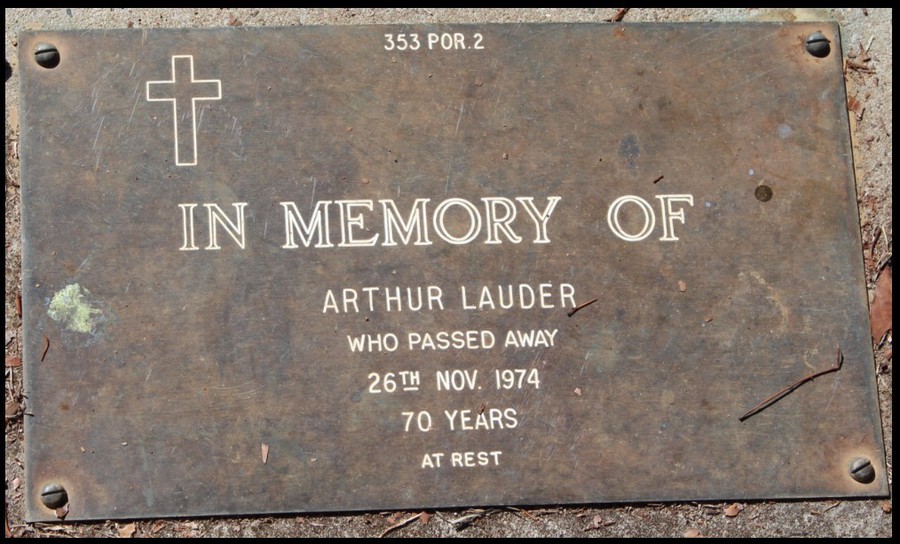 353 POR.2
IN MEMORY OF
ARTHUR LAUDER
WHO PASSED AWAY
26TH NOV. 1974
70 YEARS
AT REST